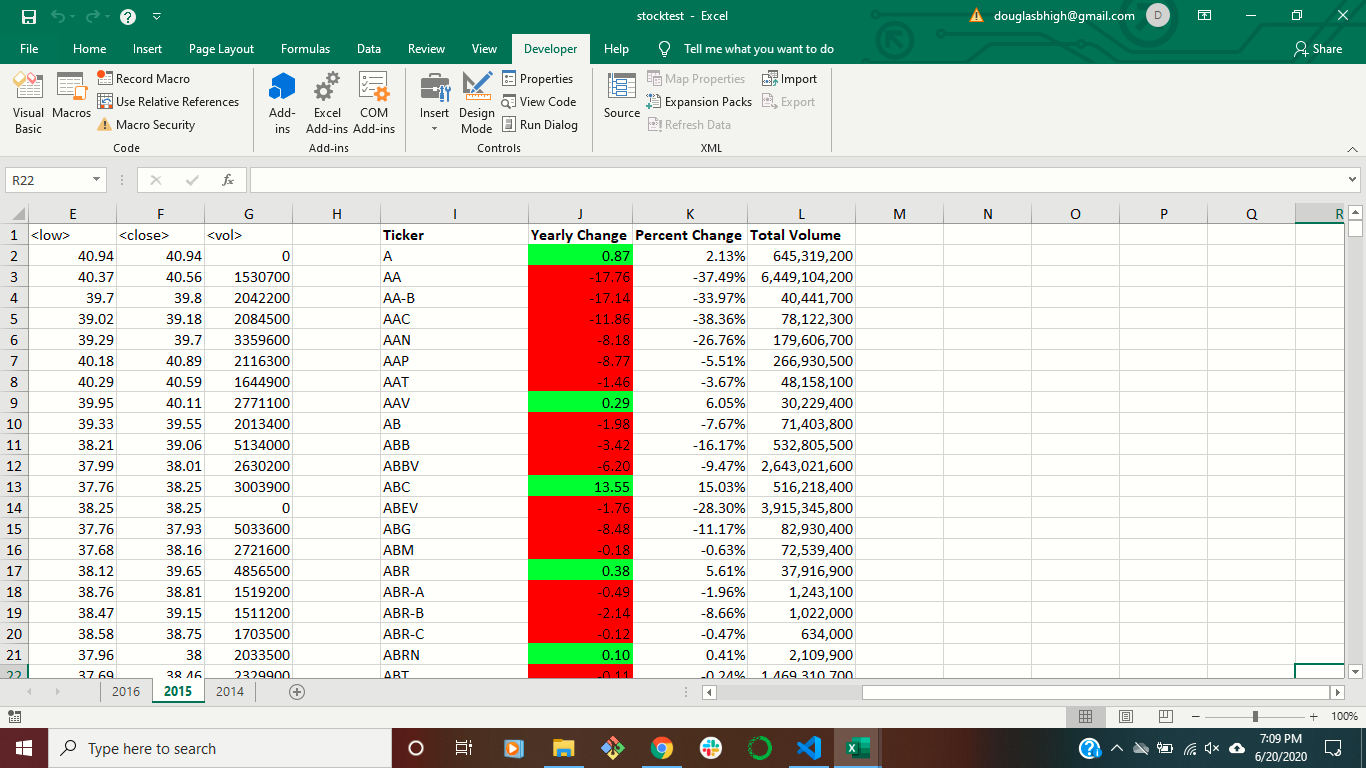 stocktest - Excel
douglasbhigh@gmail.com D
File Home Insert Page Layout Formulas Data Review View Developer Help Tell me what you want to do Share
Visual Basic
Macros
Record Macro
Use Relative References
Macro Security
Code
Add-ins
Excel Add-ins
COM Add-ins
Add-ins
Insert
Design Mode
Properties
View Code
Run Dialog
Controls
Source
Map Properties
Expansion Packs
Refresh Data
Import
Export
XML
R22 fx
E F G H I J K L M N O P Q R
1 <low> <close> <vol> Ticker Yearly Change Percent Change Total Volume
2 40.94 40.94 0 A 0.87 2.13% 645,319,200
3 40.37 40.56 1530700 AA -17.76 -37.49% 6,449,104,200
4 39.7 39.8 2042200 AA-B -17.14 -33.97% 40,441,700
5 39.02 39.18 2084500 AAC -11.86 -38.36% 78,122,300
6 39.29 39.7 3359600 AAN -8.18 -26.76% 179,606,700
7 40.18 40.89 2116300 AAP -8.77 -5.51% 266,930,500
8 40.29 40.59 1644900 AAT -1.46 -3.67% 48,158,100
9 39.95 40.11 2771100 AAV 0.29 6.05% 30,229,400
10 39.33 39.55 2013400 AB -1.98 -7.67% 71,403,800
11 38.21 39.06 5134000 ABB -3.42 -16.17% 532,805,500
12 37.99 38.01 2630200 ABBV -6.20 -9.47% 2,643,021,600
13 37.76 38.25 3003900 ABC 13.55 15.03% 516,218,400
14 38.25 38.25 0 ABEV -1.76 -28.30% 3,915,345,800
15 37.76 37.93 5033600 ABG -8.48 -11.17% 82,930,400
16 37.68 38.16 2721600 ABM -0.18 -0.63% 72,539,400
17 38.12 39.65 4856500 ABR 0.38 5.61% 37,916,900
18 38.76 38.81 1519200 ABR-A -0.49 -1.96% 1,243,100
19 38.47 39.15 1511200 ABR-B -2.14 -8.66% 1,022,000
20 38.58 38.75 1703500 ABR-C -0.12 -0.47% 634,000
21 37.96 38 2033500 ABRN 0.10 0.41% 2,109,900
22 37.69 38.46 2329900 ABT -0.11 -0.24% 1,469,310,700
2016 2015 2014
100%
Type here to search
7:09 PM
6/20/2020